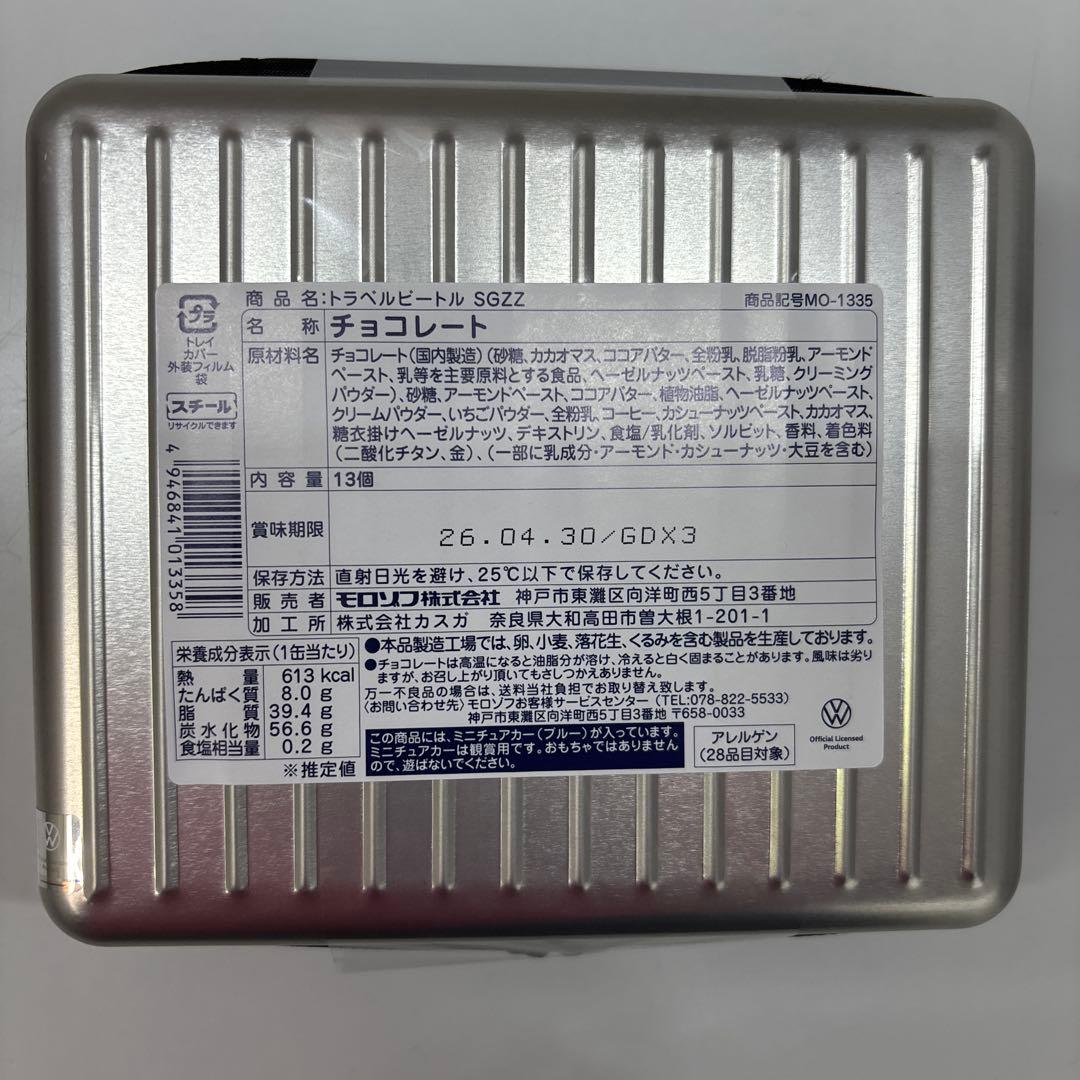 プラ
トレイ
カバー
外装フィルム
袋
スチール
リサイクルできます
4946841013358
商品名:トラベルビートル SGZZ
商品記号MO-1335
名称 チョコレート
原材料名 チョコレート(国内製造)(砂糖、カカオマス、ココアバター、全粉乳、脱脂粉乳、アーモンド
ペースト、乳等を主要原料とする食品、ヘーゼルナッツペースト、乳糖、クリーミング
パウダー)、砂糖、アーモンドペースト、ココアバター、植物油脂、ヘーゼルナッツペースト、
クリームパウダー、いちごパウダー、全粉乳、コーヒー、カシューナッツペースト、カカオマス、
糖衣掛けヘーゼルナッツ、デキストリン、食塩/乳化剤、ソルビット、香料、着色料
(二酸化チタン、金)、(一部に乳成分・アーモンド・カシューナッツ・大豆を含む)
内容量 13個
賞味期限 26.04.30/GDX3
保存方法 直射日光を避け、25℃以下で保存してください。
販売者 モロゾフ株式会社 神戸市東灘区向洋町西5丁目3番地
加工所 株式会社カスガ 奈良県大和高田市曽大根1-201-1
栄養成分表示(1缶当たり)
熱量 613 kcal
たんぱく質 8.0 g
脂質 39.4 g
炭水化物 56.6 g
食塩相当量 0.2 g
※推定値
●本品製造工場では、卵、小麦、落花生、くるみを含む製品を生産しております。
●チョコレートは高温になると油脂分が溶け、冷えると白く固まることがあります。風味は劣り
ますが、お召し上がり頂いてもさしつかえありません。
万一不良品の場合は、送料当社負担でお取り替え致します。
〈お問い合わせ先〉モロゾフお客様サービスセンター(TEL:078-822-5533)
神戸市東灘区向洋町西5丁目3番地 〒658-0033
この商品には、ミニチュアカー(ブルー)が入っています。
ミニチュアカーは観賞用です。おもちゃではありません
ので、遊ばないでください。
アレルゲン
(28品目対象)
Official Licensed
Product